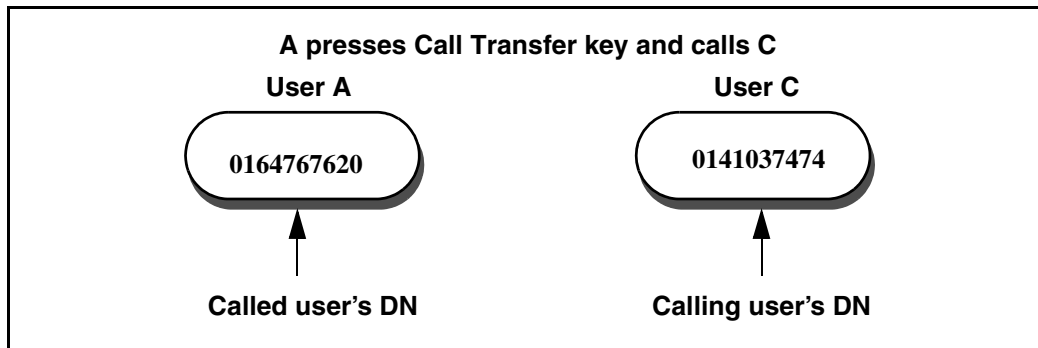 A presses Call Transfer key and calls C
User A
User C
0164767620
0141037474
Called user’s DN
Calling user’s DN